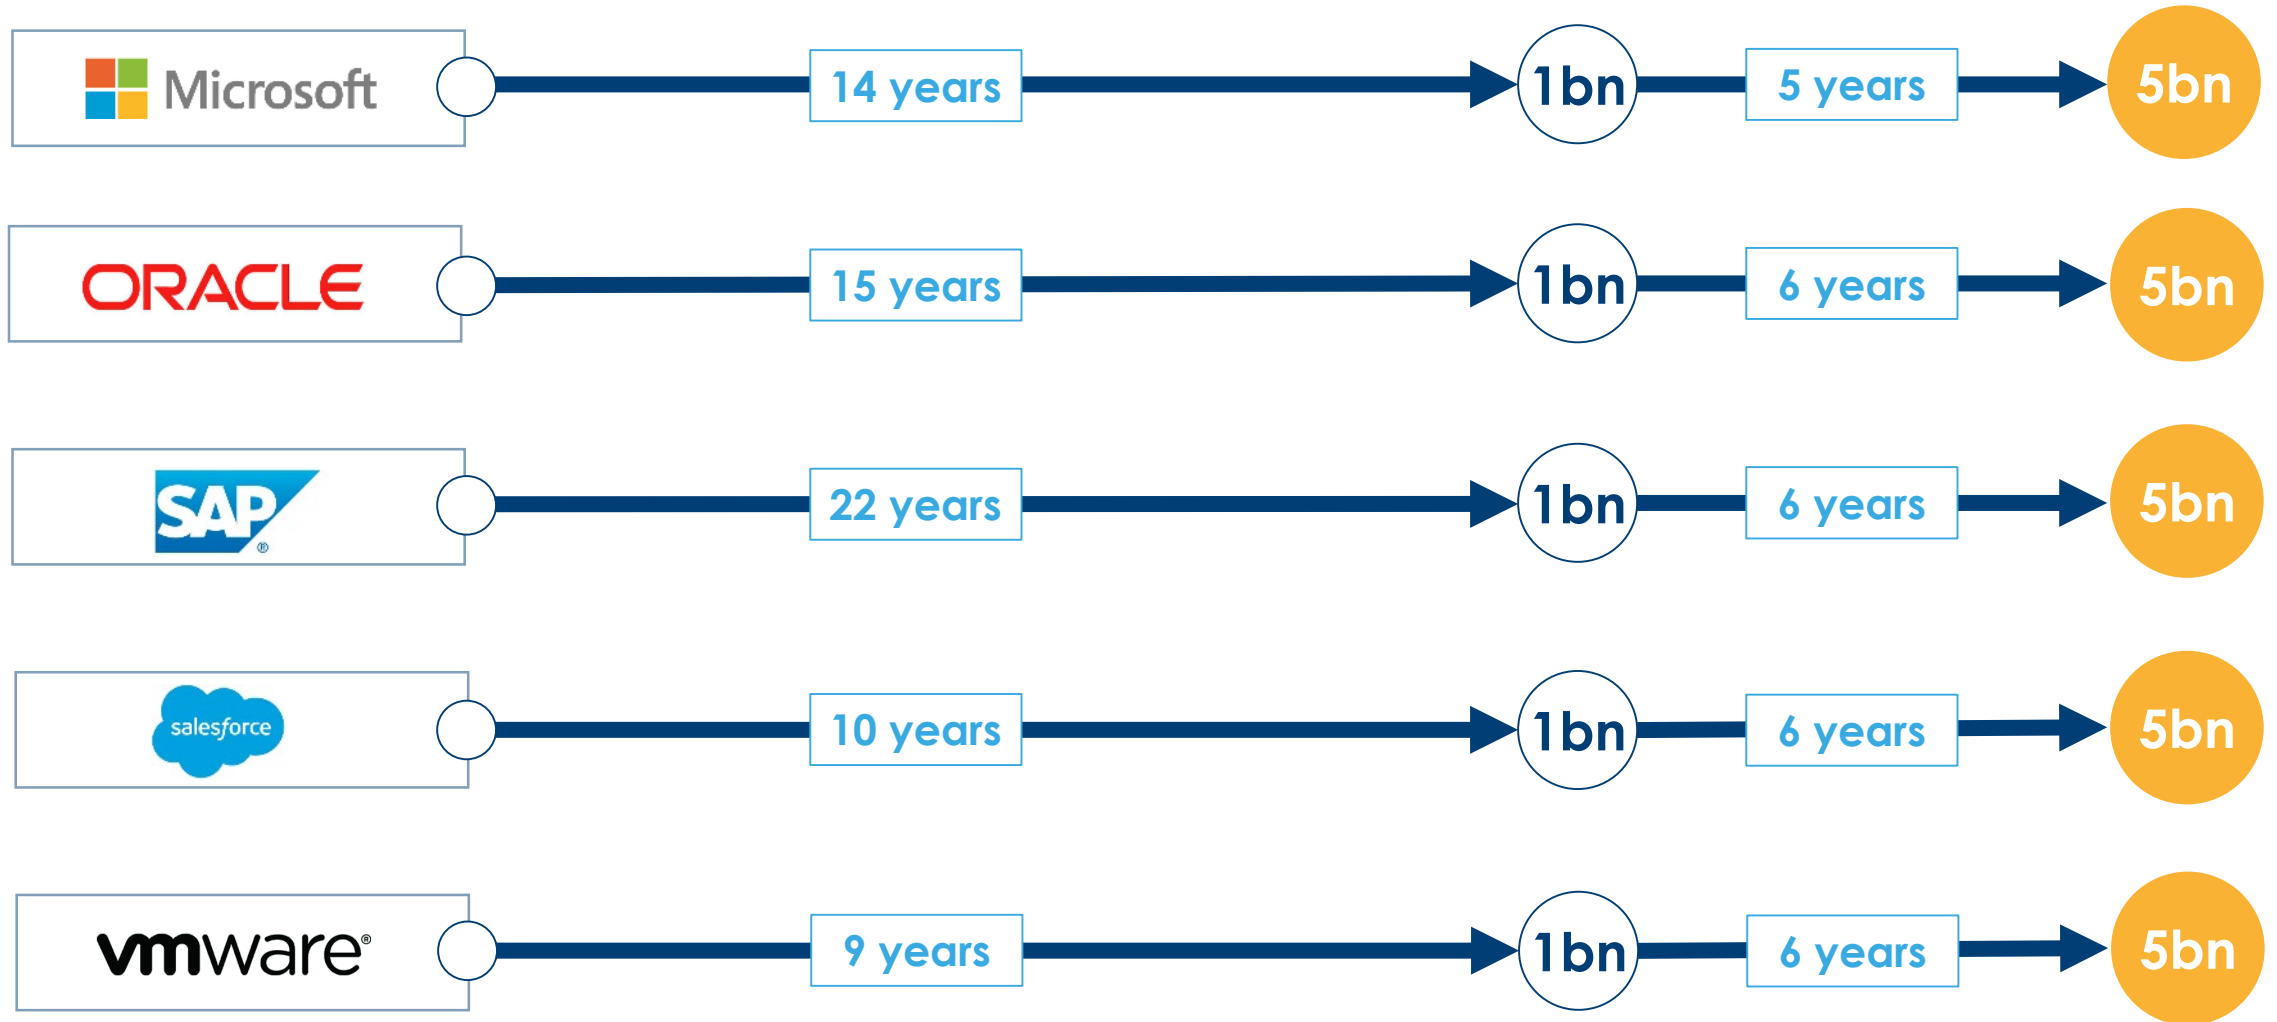 Microsoft 14 years 1bn 5 years 5bn
ORACLE 15 years 1bn 6 years 5bn
SAP® 22 years 1bn 6 years 5bn
salesforce 10 years 1bn 6 years 5bn
vmware® 9 years 1bn 6 years 5bn